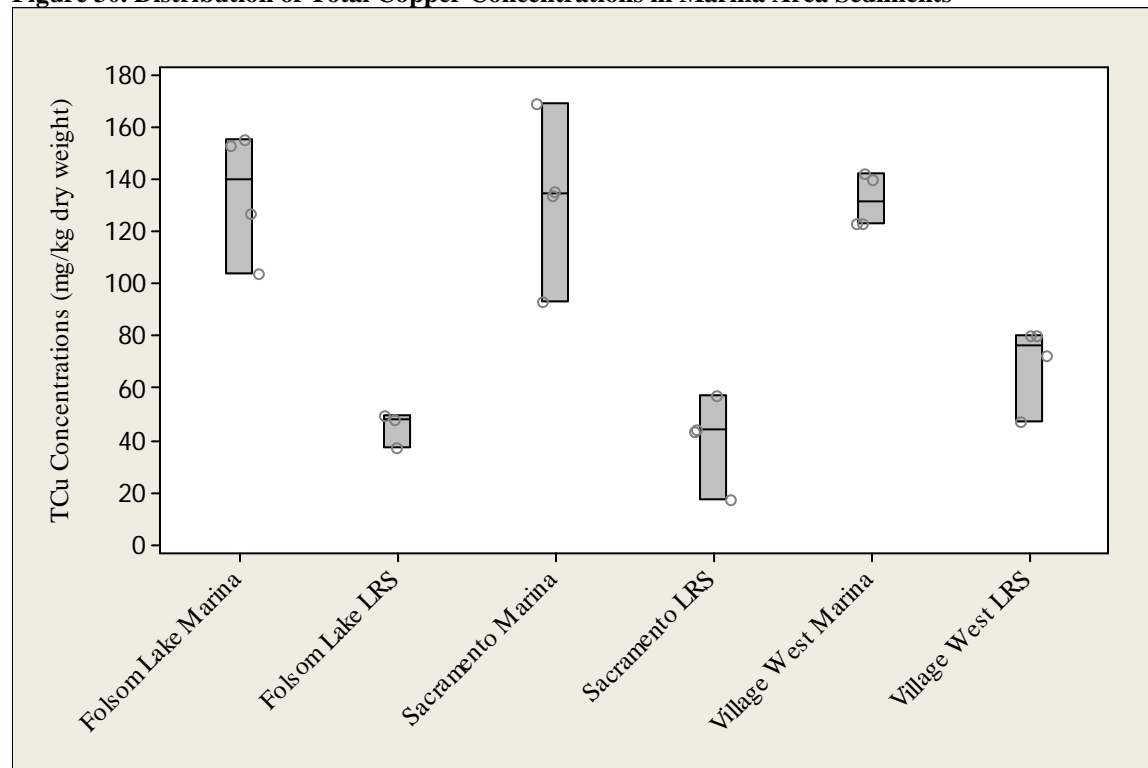 Figure 30. Distribution of Total Copper Concentrations in Marina Area Sediments
180
160
140
120
100
80
60
40
20
0
TCu Concentrations (mg/kg dry weight)
Folsom Lake Marina
Folsom Lake LRS
Sacramento Marina
Sacramento LRS
Village West Marina
Village West LRS